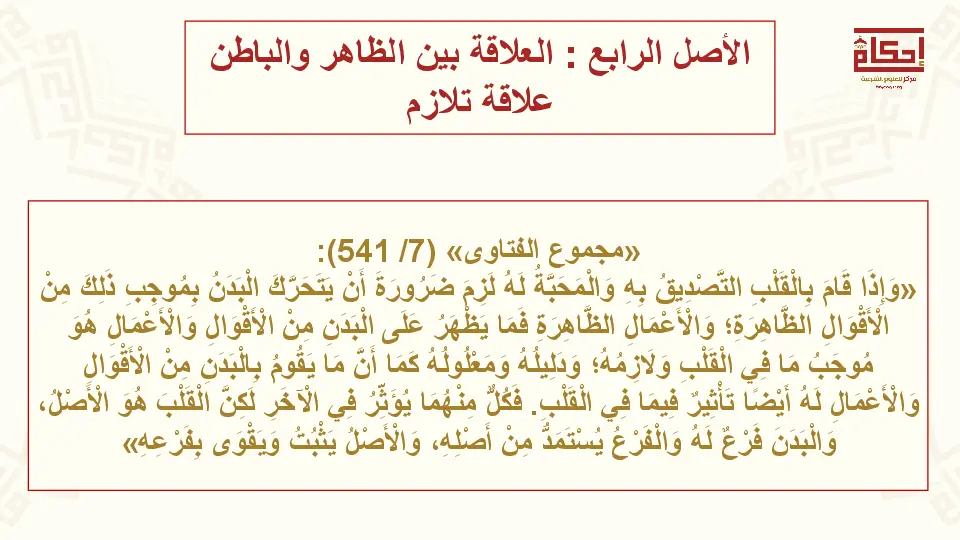 الأصل الرابع : العلاقة بين الظاهر والباطن
علاقة تلازم
إحكام
مركز للعلوم الشرعية
«مجموع الفتاوى» (7/ 541):
«وَإِذَا قَامَ بِالْقَلْبِ التَّصْدِيقُ بِهِ وَالْمَحَبَّةُ لَهُ لَزِمَ ضَرُورَةَ أَنْ يَتَحَرَّكَ الْبَدَنُ بِمُوجِبِ ذَلِكَ مِنْ
الْأَقْوَالِ الظَّاهِرَةِ؛ وَالْأَعْمَالِ الظَّاهِرَةِ فَمَا يَظْهَرُ عَلَى الْبَدَنِ مِنْ الْأَقْوَالِ وَالْأَعْمَالِ هُوَ
مُوجَبُ مَا فِي الْقَلْبِ وَلَازِمُهُ؛ وَدَلِيلُهُ وَمَعْلُولُهُ كَمَا أَنَّ مَا يَقُومُ بِالْبَدَنِ مِنْ الْأَقْوَالِ
وَالْأَعْمَالِ لَهُ أَيْضًا تَأْثِيرٌ فِيمَا فِي الْقَلْبِ. فَكُلٌّ مِنْهُمَا يُؤَثِّرُ فِي الْآخَرِ لَكِنَّ الْقَلْبَ هُوَ الْأَصْلُ،
وَالْبَدَنَ فَرْعٌ لَهُ وَالْفَرْعُ يُسْتَمَدُّ مِنْ أَصْلِهِ، وَالْأَصْلُ يَثْبُتُ وَيَقْوَى بِفَرْعِهِ»